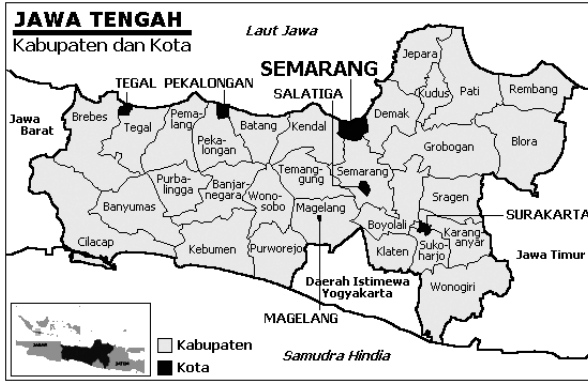 JAWA TENGAH
Kabupaten dan Kota
Laut Jawa
TEGAL
PEKALONGAN
SEMARANG
SALATIGA
Jepara
Kudus
Pati
Rembang
Demak
Jawa
Barat
Brebes
Tegal
Pema-
lang
Peka-
longan
Batang
Kendal
Grobogan
Blora
Purba-
lingga
Banjar-
negara
Wono-
sobo
Temang-
gung
Semarang
Banyumas
Magelang
Boyolali
Sragen
SURAKARTA
Cilacap
Kebumen
Purworejo
Klaten
Suko-
harjo
Karang-
anyar
Jawa Timur
Daerah Istimewa
Yogyakarta
Wonogiri
MAGELANG
Samudra Hindia
Kabupaten
Kota